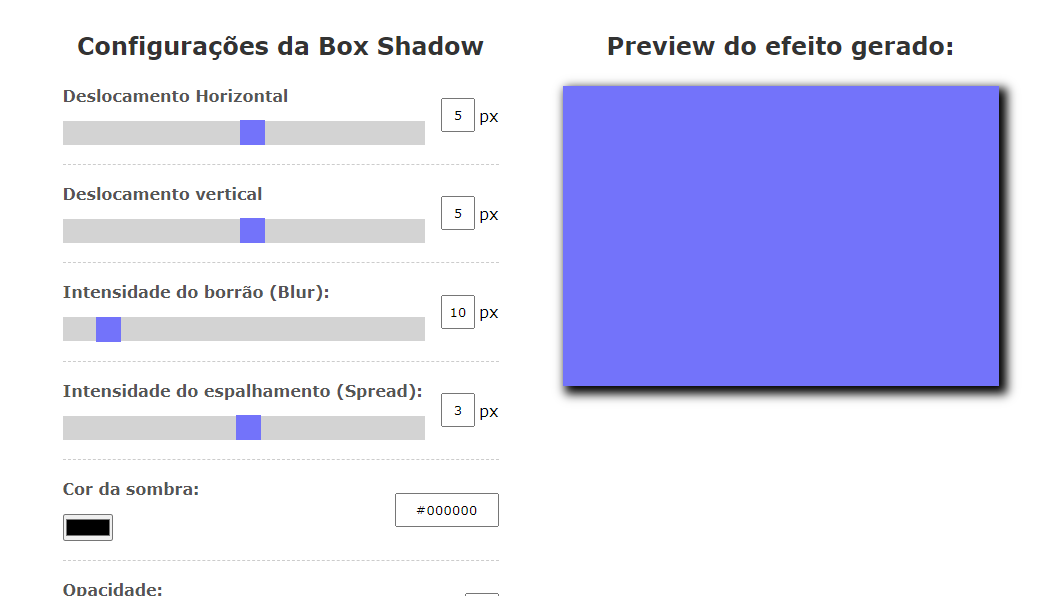 Configurações da Box Shadow
Deslocamento Horizontal
5 px
Deslocamento vertical
5 px
Intensidade do borrão (Blur):
10 px
Intensidade do espalhamento (Spread):
3 px
Cor da sombra:
#000000
Opacidade:
Preview do efeito gerado: